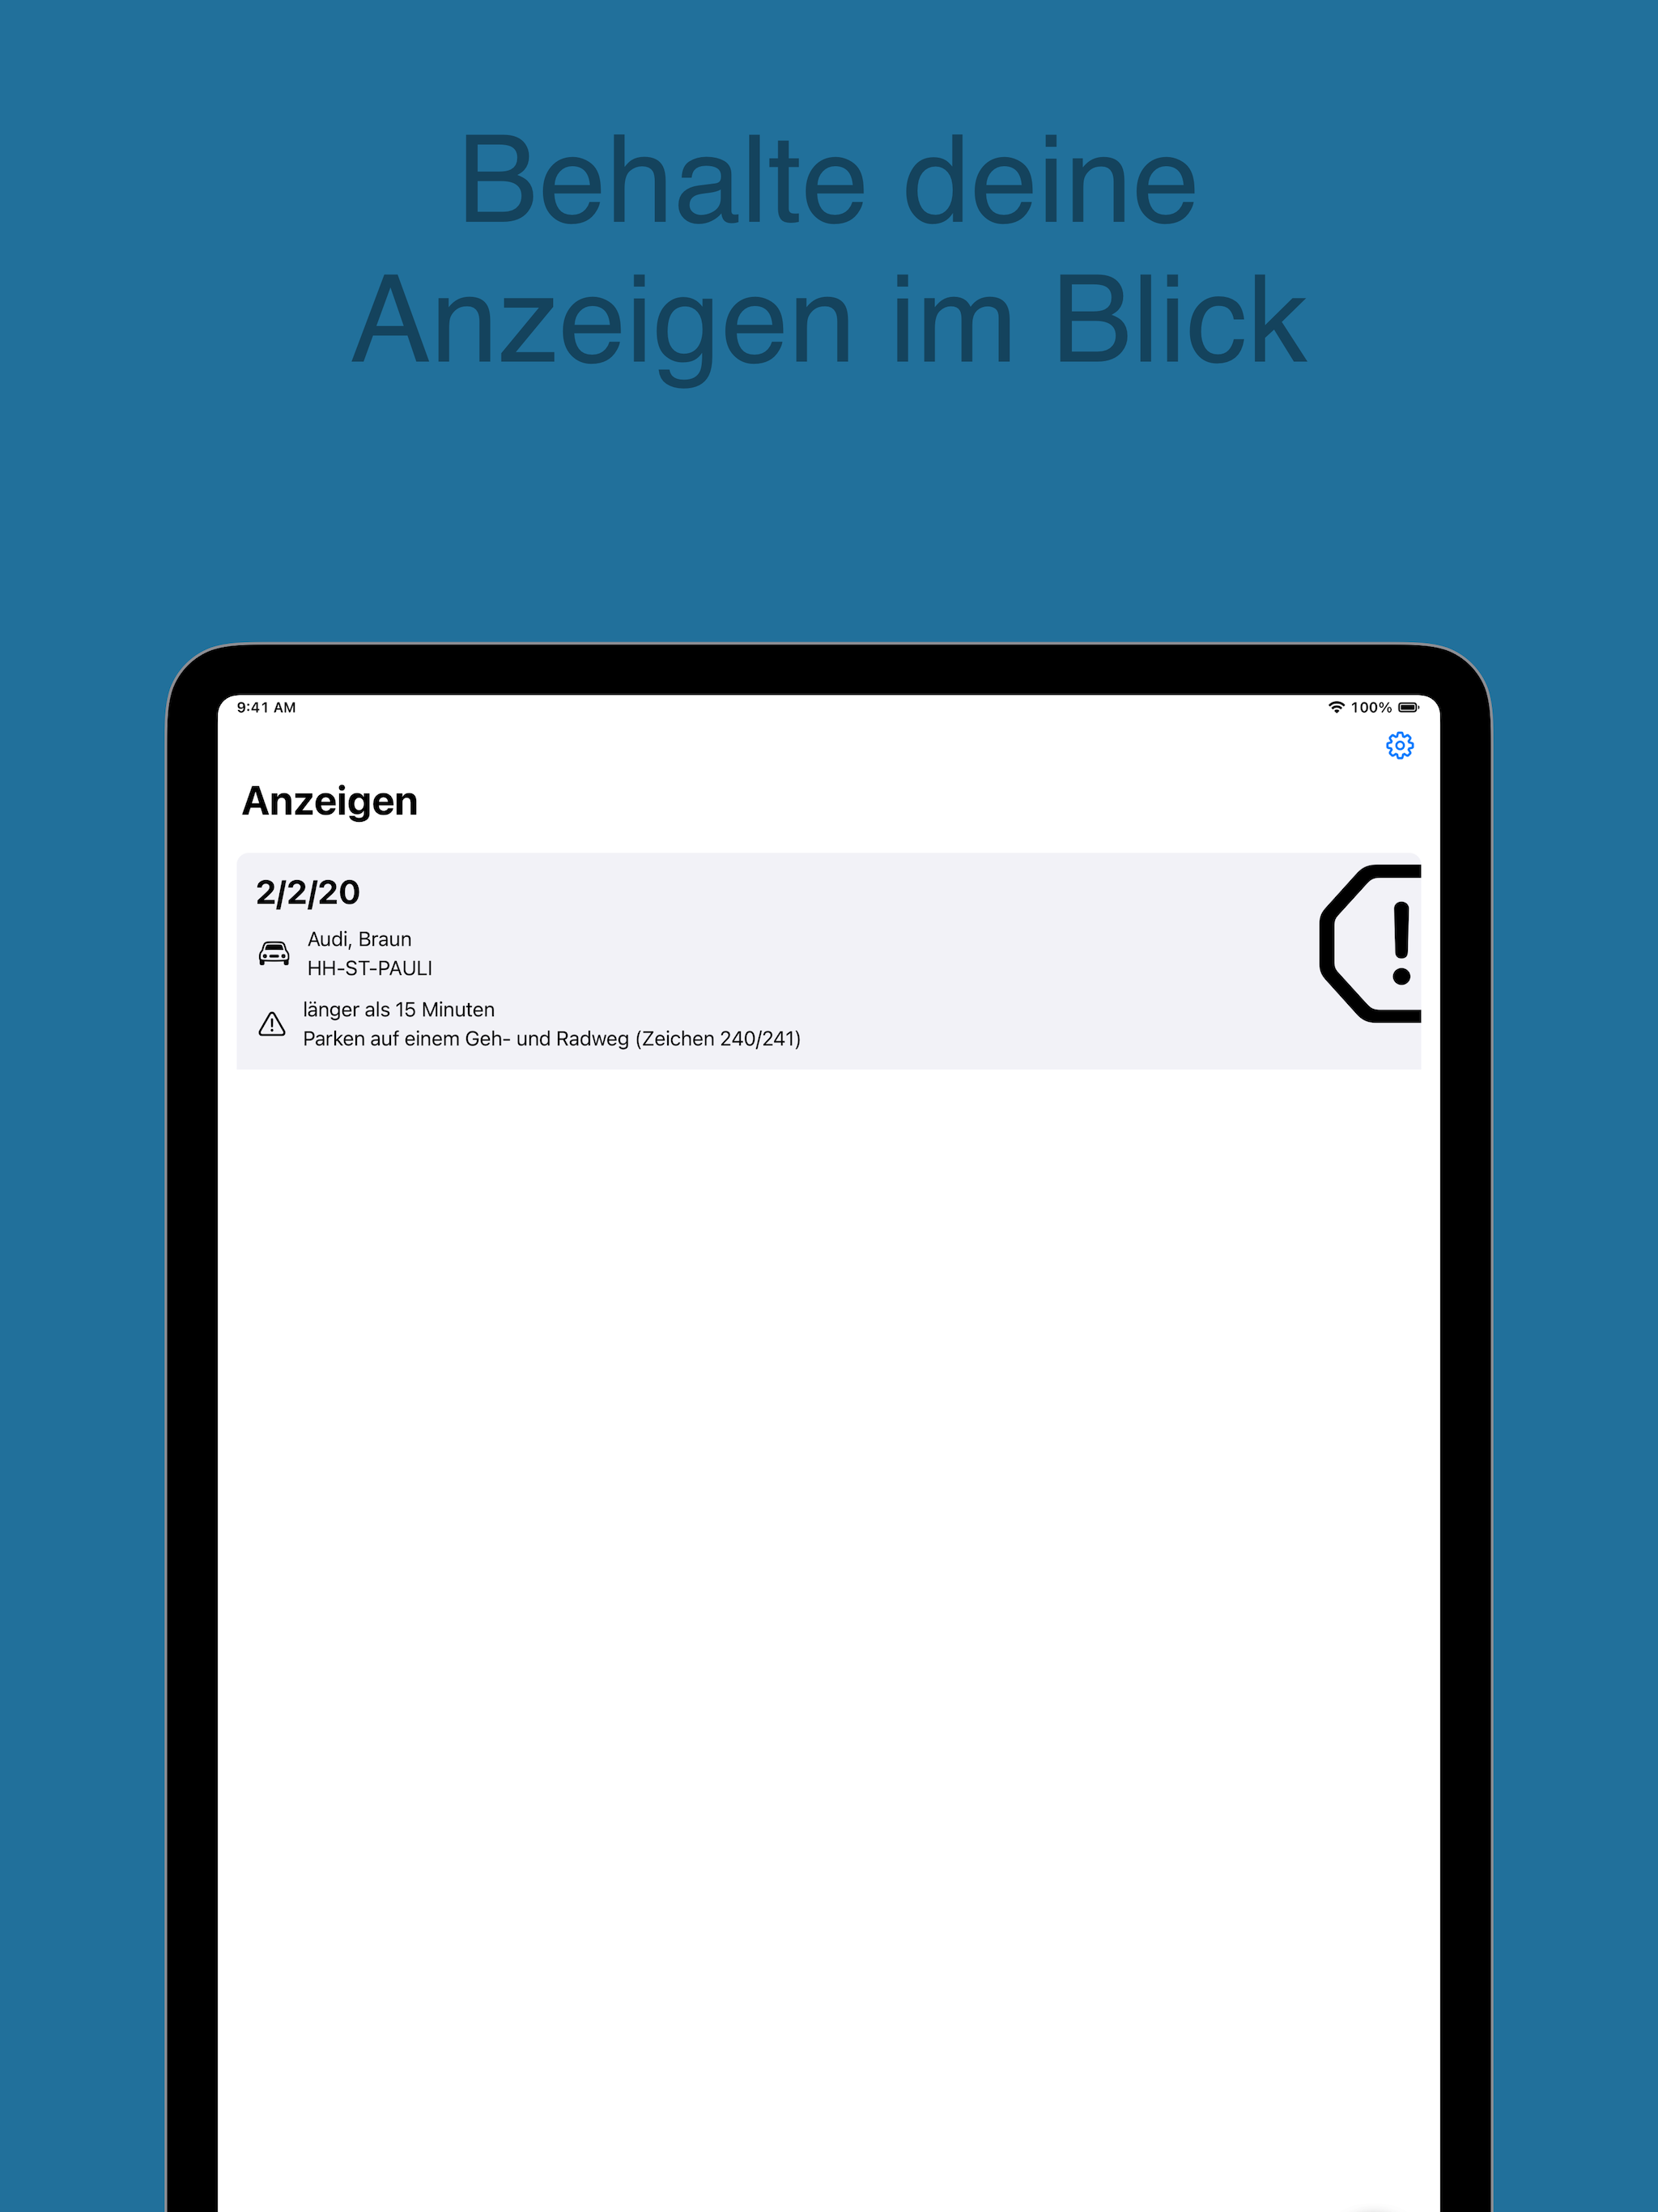 Behalte deine
Anzeigen im Blick
9:41 AM
100%
Anzeigen
2/2/20
Audi, Braun
HH-ST-PAULI
länger als 15 Minuten
Parken auf einem Geh- und Radweg (Zeichen 240/241)